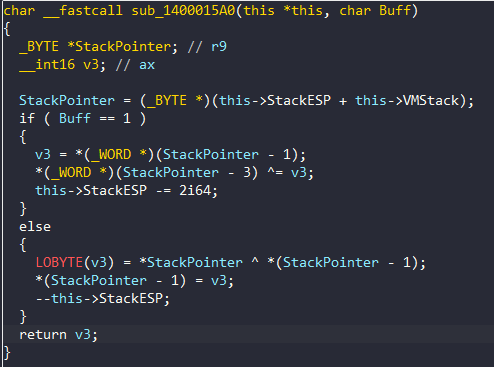 char __fastcall sub_1400015A0(this *this, char Buff)
{
  _BYTE *StackPointer; // r9
  __int16 v3; // ax

  StackPointer = (_BYTE *)(this->StackESP + this->VMStack);
  if ( Buff == 1 )
  {
    v3 = *(_WORD *)(StackPointer - 1);
    *(_WORD *)(StackPointer - 3) ^= v3;
    this->StackESP -= 2i64;
  }
  else
  {
    LOBYTE(v3) = *StackPointer ^ *(StackPointer - 1);
    *(StackPointer - 1) = v3;
    --this->StackESP;
  }
  return v3;
}